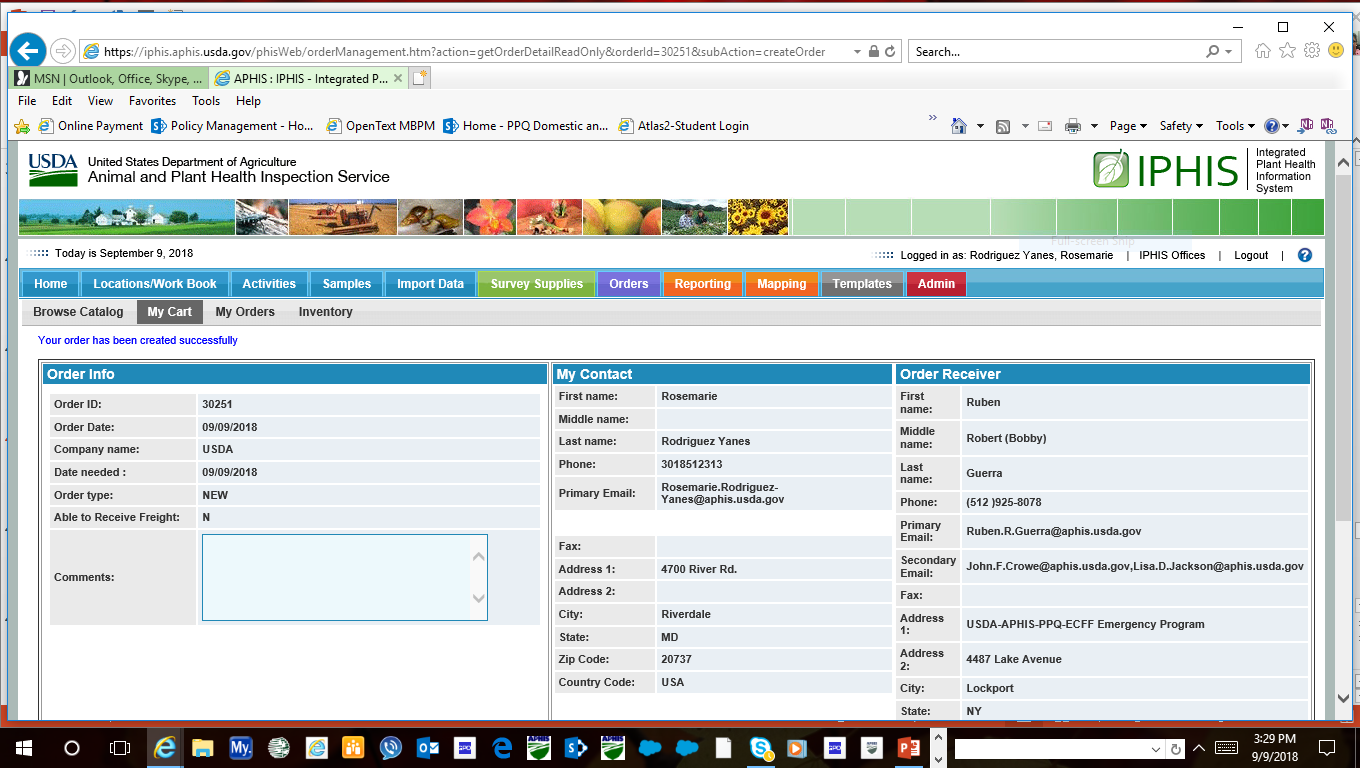 https://iphis.aphis.usda.gov/phisWeb/orderManagement.htm?action=getOrderDetailReadOnly&orderId=30251&subAction=createOrder
Search...
MSN | Outlook, Office, Skype, ...
APHIS : IPHIS - Integrated P...
File Edit View Favorites Tools Help
Online Payment Policy Management - Ho... OpenText MBPM Home - PPQ Domestic an... Atlas2-Student Login
Page Safety Tools
USDA
United States Department of Agriculture
Animal and Plant Health Inspection Service
IPHIS
Integrated
Plant Health
Information
System
Full-screen Snip
Today is September 9, 2018
Logged in as: Rodriguez Yanes, Rosemarie | IPHIS Offices | Logout |
Home Locations/Work Book Activities Samples Import Data Survey Supplies Orders Reporting Mapping Templates Admin
Browse Catalog My Cart My Orders Inventory
Your order has been created successfully
Order Info
Order ID: 30251
Order Date: 09/09/2018
Company name: USDA
Date needed : 09/09/2018
Order type: NEW
Able to Receive Freight: N
Comments:
My Contact
First name: Rosemarie
Middle name:
Last name: Rodriguez Yanes
Phone: 3018512313
Primary Email: Rosemarie.Rodriguez-
Yanes@aphis.usda.gov
Fax:
Address 1: 4700 River Rd.
Address 2:
City: Riverdale
State: MD
Zip Code: 20737
Country Code: USA
Order Receiver
First
name: Ruben
Middle
name: Robert (Bobby)
Last
name: Guerra
Phone: (512 )925-8078
Primary
Email: Ruben.R.Guerra@aphis.usda.gov
Secondary
Email: John.F.Crowe@aphis.usda.gov,Lisa.D.Jackson@aphis.usda.gov
Fax:
Address
1: USDA-APHIS-PPQ-ECFF Emergency Program
Address
2: 4487 Lake Avenue
City: Lockport
State: NY
My.
3:29 PM
9/9/2018